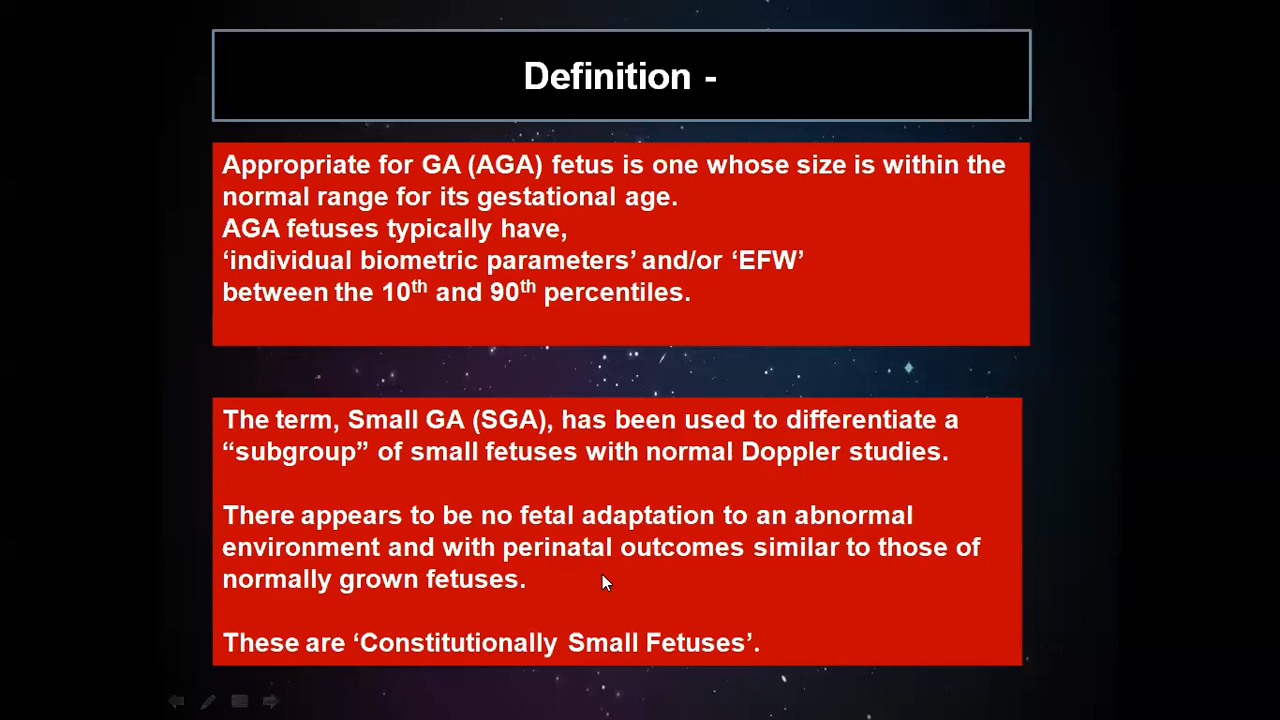 Definition -
Appropriate for GA (AGA) fetus is one whose size is within the
normal range for its gestational age.
AGA fetuses typically have,
‘individual biometric parameters’ and/or ‘EFW’
between the 10th and 90th percentiles.
The term, Small GA (SGA), has been used to differentiate a
“subgroup” of small fetuses with normal Doppler studies.
There appears to be no fetal adaptation to an abnormal
environment and with perinatal outcomes similar to those of
normally grown fetuses.
These are ‘Constitutionally Small Fetuses’.